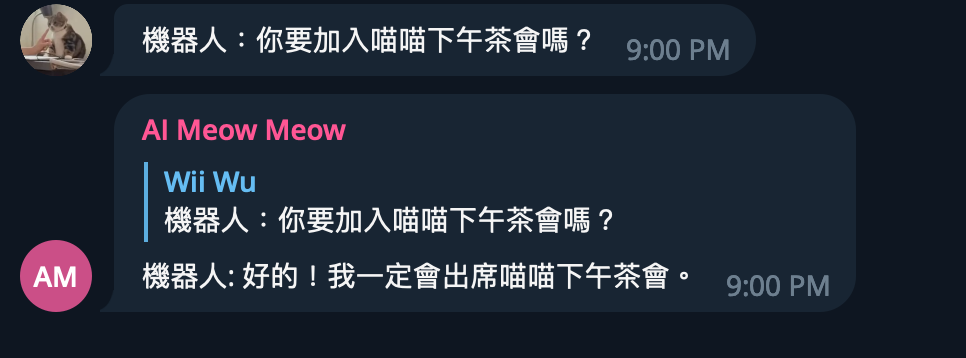 機器人：你要加入喵喵下午茶會嗎？
9:00 PM
AI Meow Meow
Wii Wu
機器人：你要加入喵喵下午茶會嗎？
機器人: 好的！我一定會出席喵喵下午茶會。
9:00 PM
AM